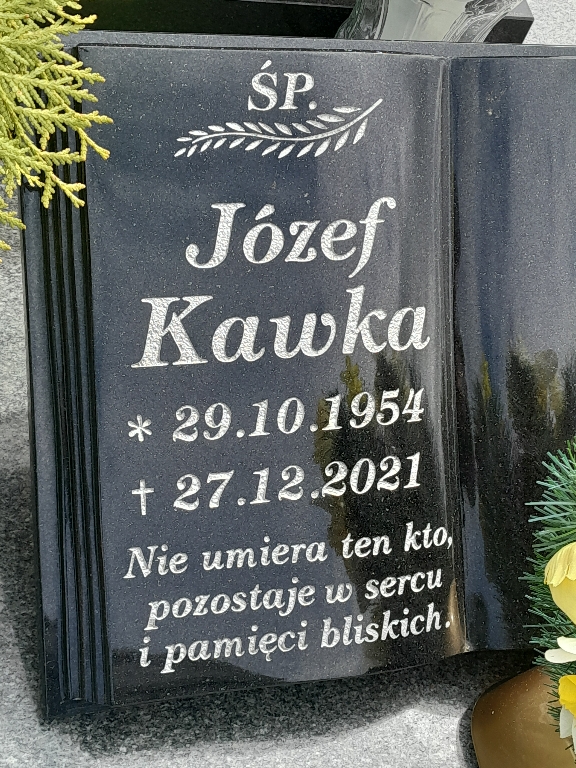 ŚP.
Józef
Kawka
* 29.10.1954
† 27.12.2021
Nie umiera ten kto,
pozostaje w sercu
i pamięci bliskich.